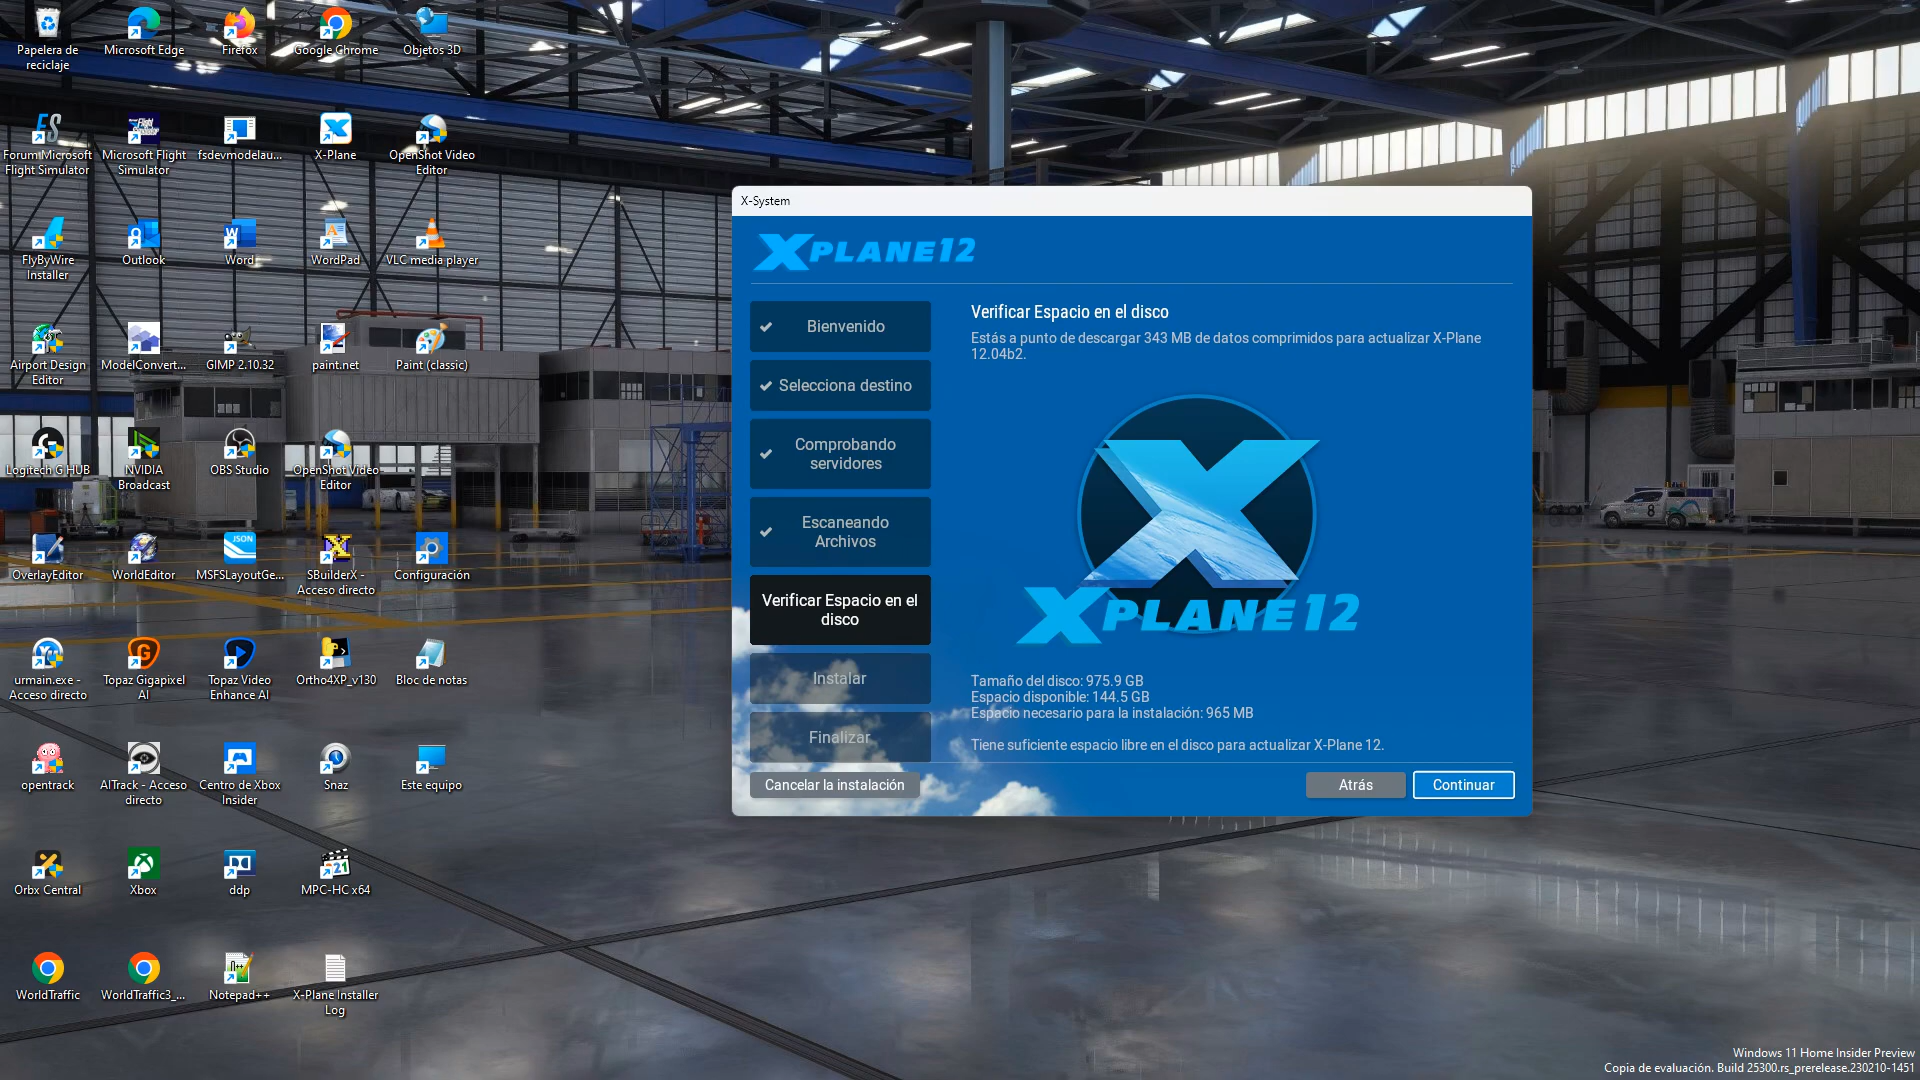 Papelera de
reciclaje
Microsoft Edge
Firefox
Google Chrome
Objetos 3D
Forum Microsoft
Flight Simulator
Microsoft Flight
Simulator
fsdevmodelau...
X-Plane
OpenShot Video
Editor
FlyByWire
Installer
Outlook
Word
WordPad
VLC media player
Airport Design
Editor
ModelConvert...
GIMP 2.10.32
paint.net
Paint (classic)
Logitech G HUB
NVIDIA
Broadcast
OBS Studio
OpenShot Video
Editor
OverlayEditor
WorldEditor
JSON
MSFSLayoutGe...
SBuilderX -
Acceso directo
Configuración
urmain.exe -
Acceso directo
Topaz Gigapixel
AI
Topaz Video
Enhance AI
Ortho4XP_v130
Bloc de notas
opentrack
AITrack - Acceso
directo
Centro de Xbox
Insider
Snaz
Este equipo
Orbx Central
Xbox
ddp
MPC-HC x64
WorldTraffic
WorldTraffic3_...
Notepad++
X-Plane Installer
Log
X-System
XPLANE12
Bienvenido
Selecciona destino
Comprobando
servidores
Escaneando
Archivos
Verificar Espacio en el
disco
Instalar
Finalizar
Verificar Espacio en el disco
Estás a punto de descargar 343 MB de datos comprimidos para actualizar X-Plane
12.04b2.
XPLANE12
Tamaño del disco: 975.9 GB
Espacio disponible: 144.5 GB
Espacio necesario para la instalación: 965 MB
Tiene suficiente espacio libre en el disco para actualizar X-Plane 12.
Cancelar la instalación
Atrás
Continuar
8
Windows 11 Home Insider Preview
Copia de evaluación. Build 25300.rs_prerelease.230210-1451